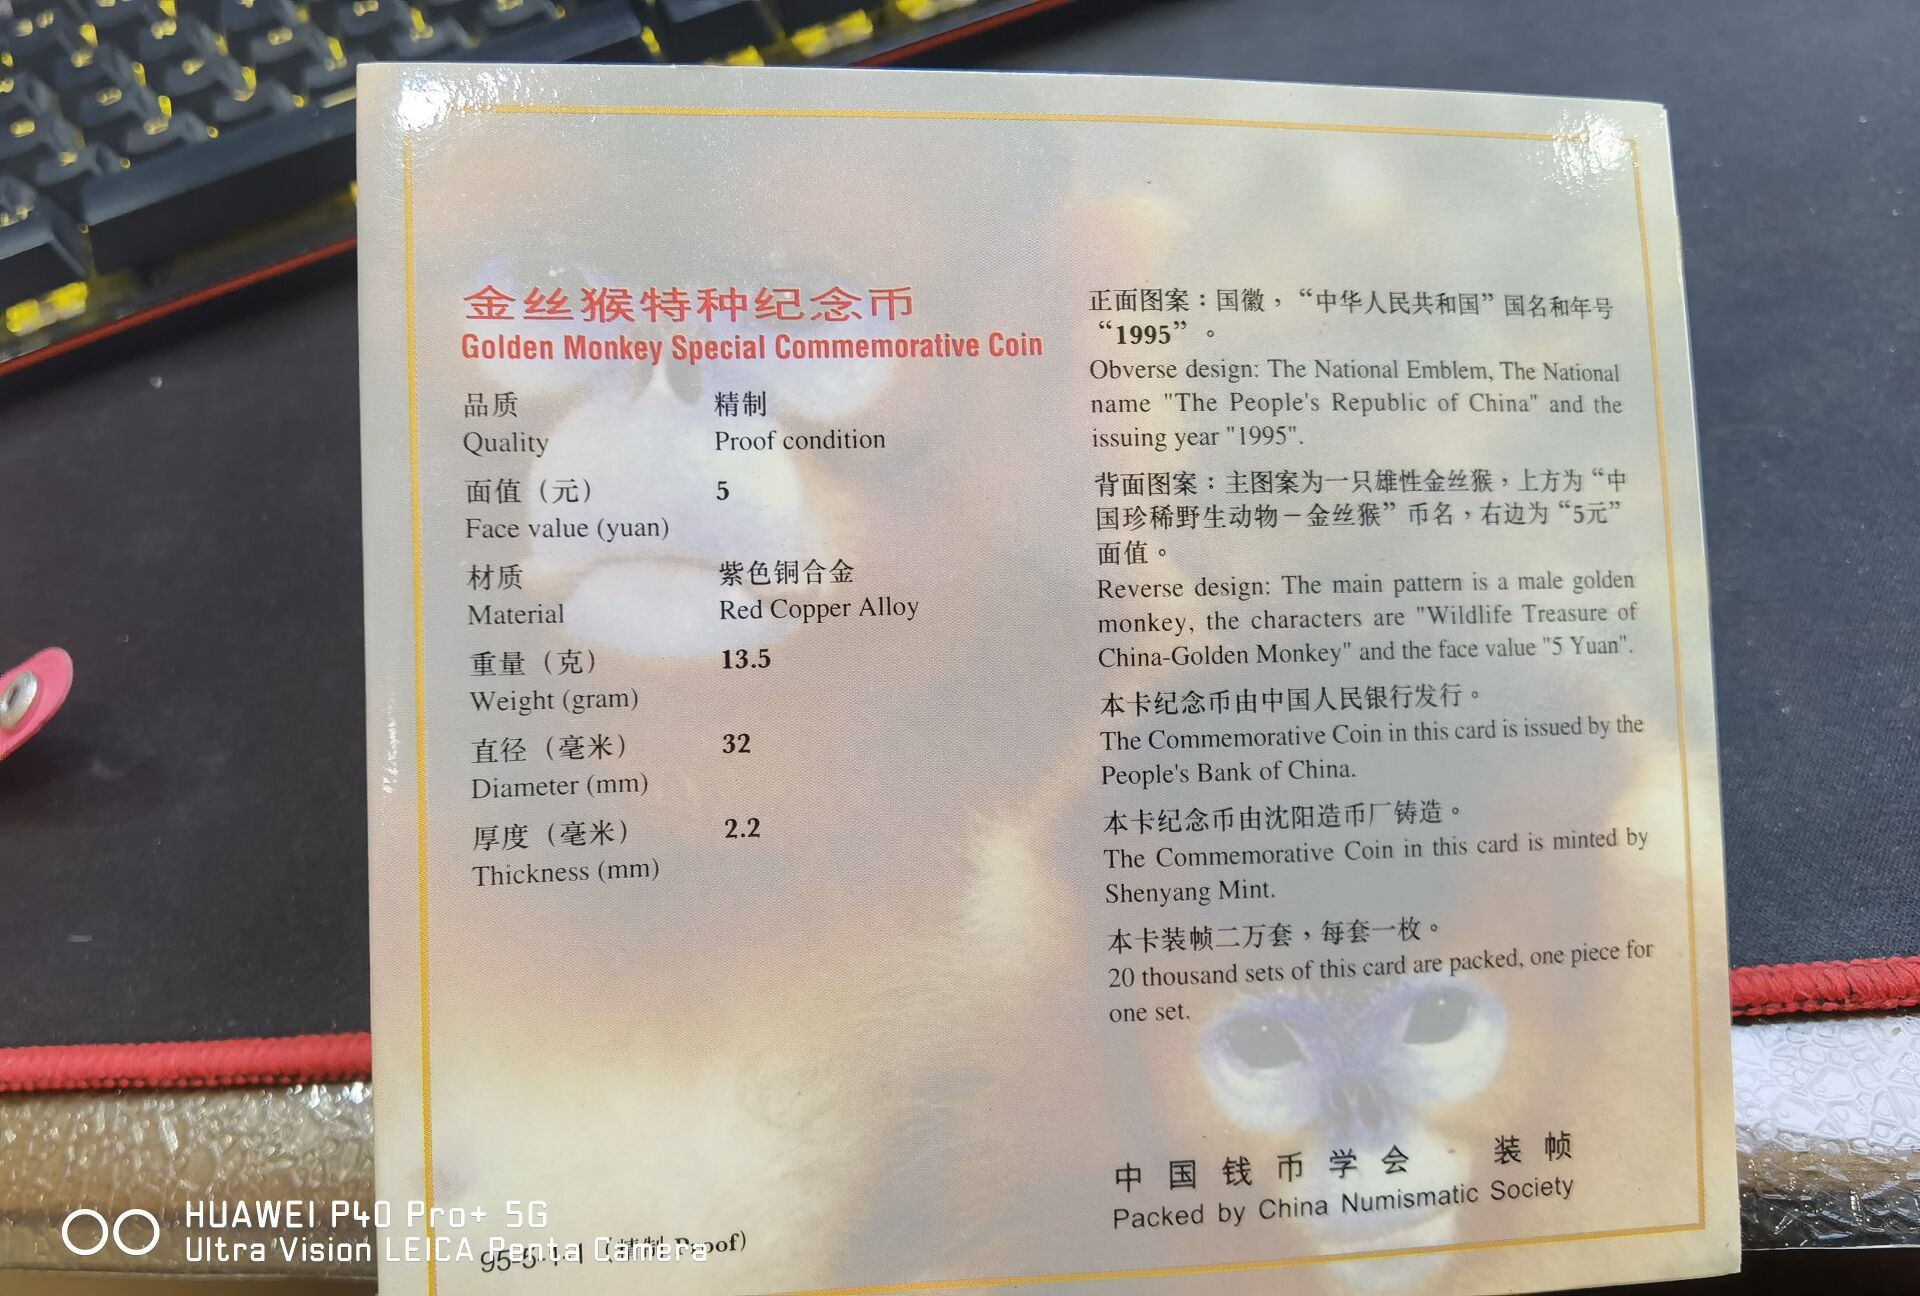 金丝猴特种纪念币
Golden Monkey Special Commemorative Coin
品质 精制
Quality Proof condition
面值（元） 5
Face value (yuan)
材质 紫色铜合金
Material Red Copper Alloy
重量（克） 13.5
Weight (gram)
直径（毫米） 32
Diameter (mm)
厚度（毫米） 2.2
Thickness (mm)
正面图案：国徽，“中华人民共和国”国名和年号
“1995”。
Obverse design: The National Emblem, The National
name "The People's Republic of China" and the
issuing year "1995".
背面图案：主图案为一只雄性金丝猴，上方为“中
国珍稀野生动物－金丝猴”币名，右边为“5元”
面值。
Reverse design: The main pattern is a male golden
monkey, the characters are "Wildlife Treasure of
China-Golden Monkey" and the face value "5 Yuan".
本卡纪念币由中国人民银行发行。
The Commemorative Coin in this card is issued by the
People's Bank of China.
本卡纪念币由沈阳造币厂铸造。
The Commemorative Coin in this card is minted by
Shenyang Mint.
本卡装帧二万套，每套一枚。
20 thousand sets of this card are packed, one piece for
one set.
中国钱币学会 装帧
Packed by China Numismatic Society
(精制 Proof)
HUAWEI P40 Pro+ 5G
Ultra Vision LEICA Penta Camera